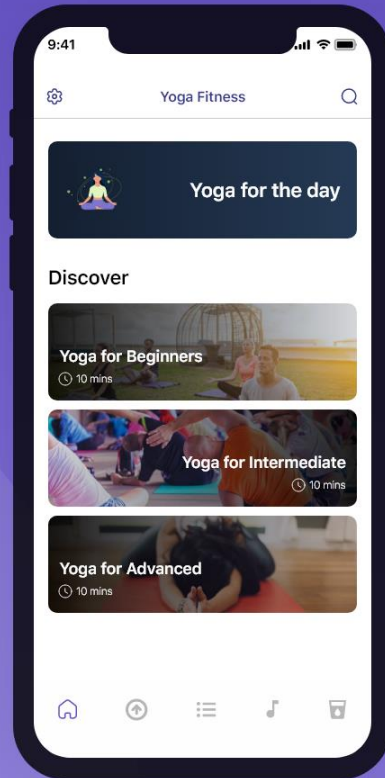 9:41
Yoga Fitness
Yoga for the day
Discover
Yoga for Beginners
10 mins
Yoga for Intermediate
10 mins
Yoga for Advanced
10 mins